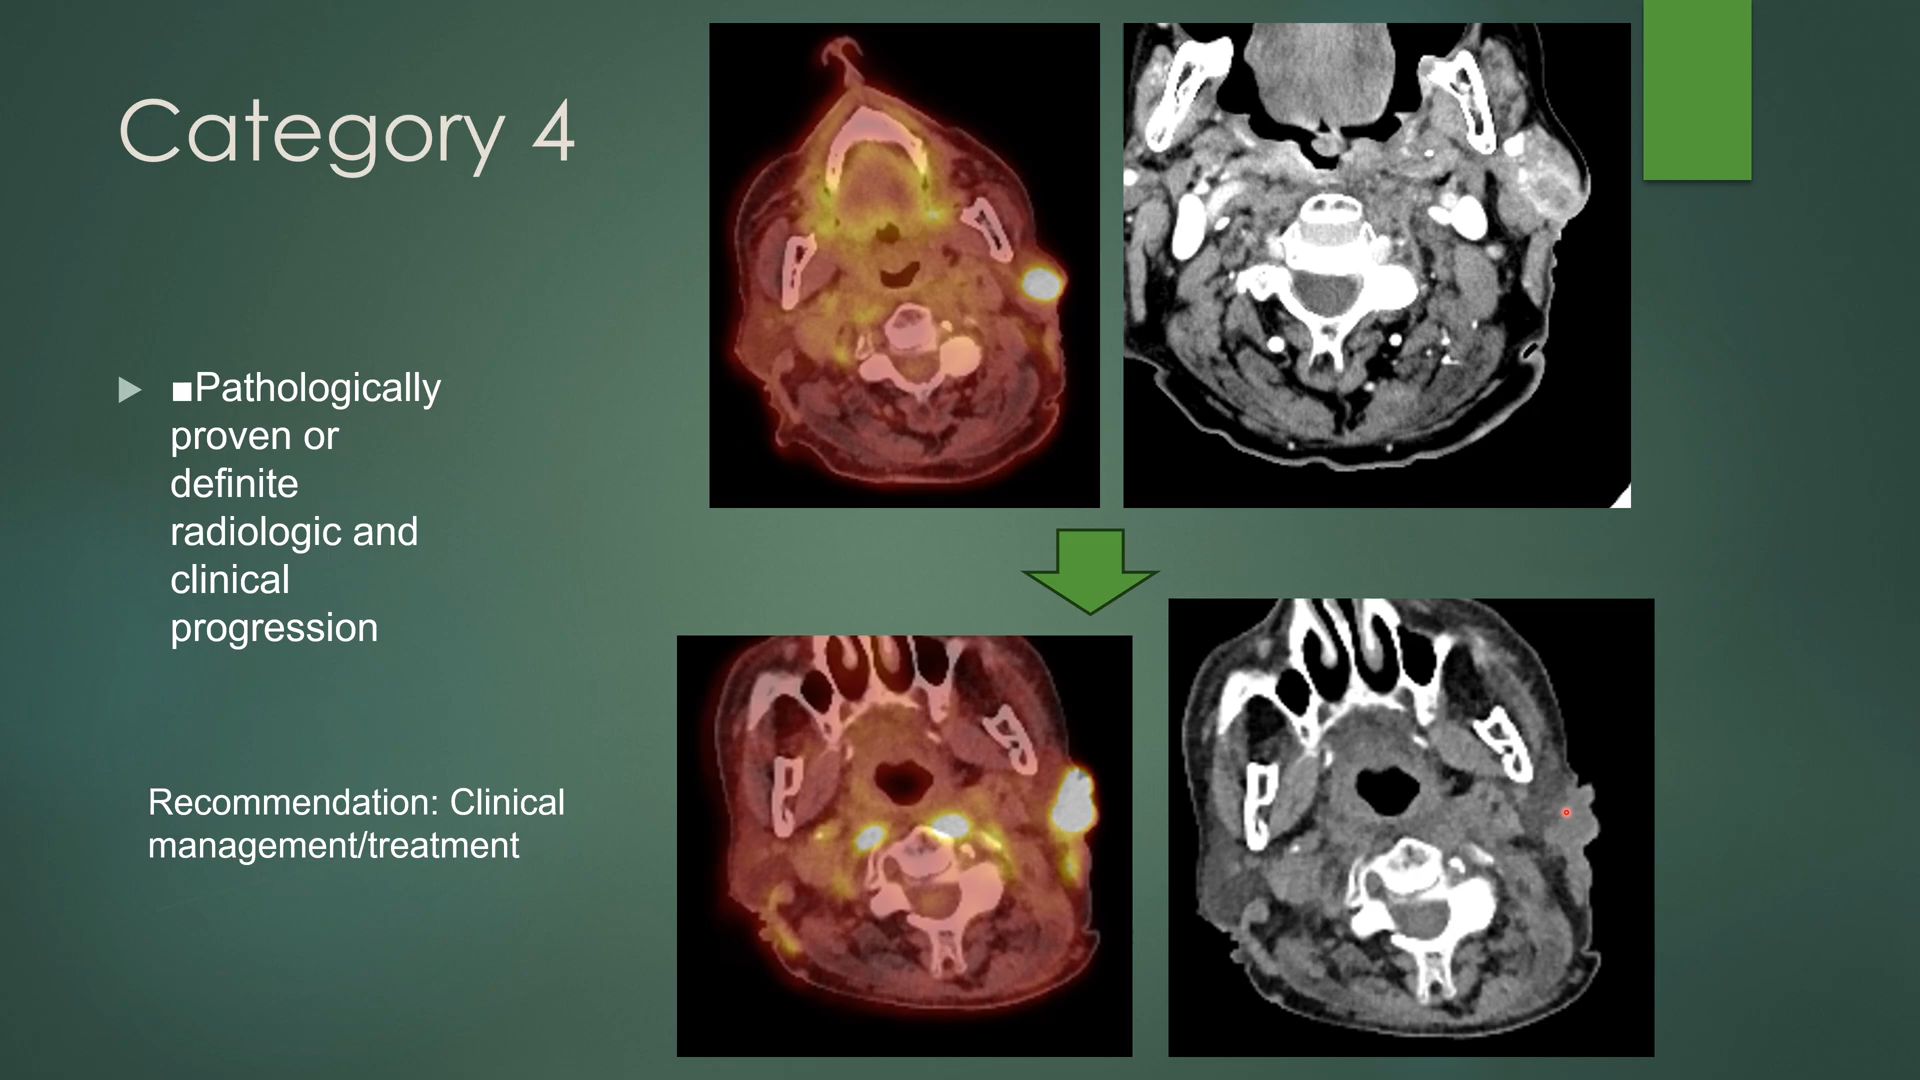 Category 4
■Pathologically
proven or
definite
radiologic and
clinical
progression
Recommendation: Clinical
management/treatment